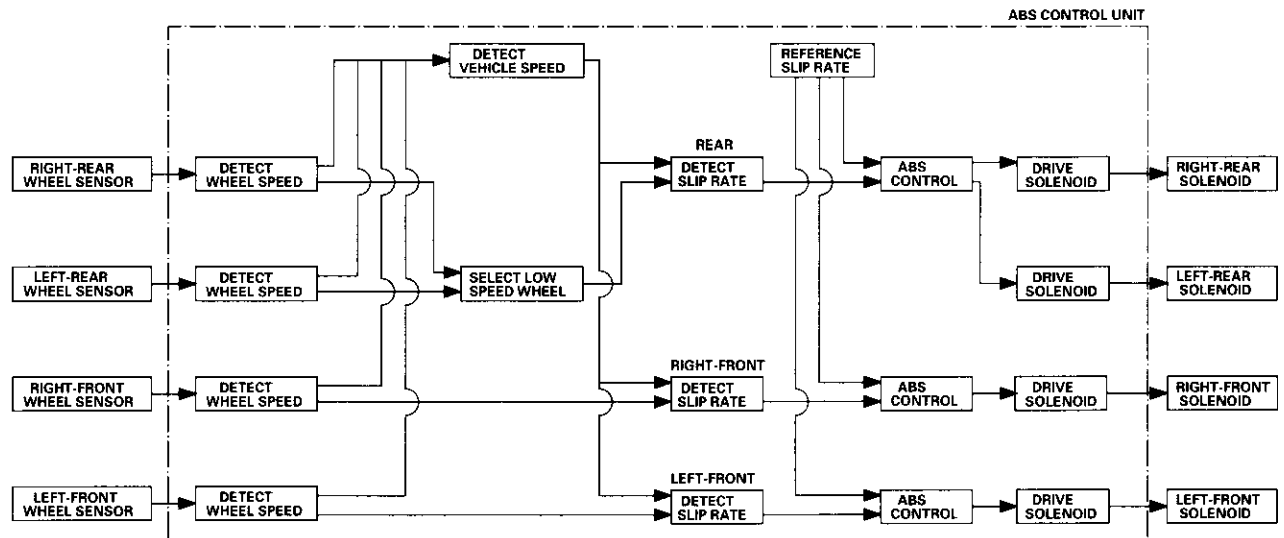 ABS CONTROL UNIT
DETECT
VEHICLE SPEED
REFERENCE
SLIP RATE
REAR
RIGHT-REAR
WHEEL SENSOR
DETECT
WHEEL SPEED
DETECT
SLIP RATE
ABS
CONTROL
DRIVE
SOLENOID
RIGHT-REAR
SOLENOID
LEFT-REAR
WHEEL SENSOR
DETECT
WHEEL SPEED
SELECT LOW
SPEED WHEEL
DRIVE
SOLENOID
LEFT-REAR
SOLENOID
RIGHT-FRONT
RIGHT-FRONT
WHEEL SENSOR
DETECT
WHEEL SPEED
DETECT
SLIP RATE
ABS
CONTROL
DRIVE
SOLENOID
RIGHT-FRONT
SOLENOID
LEFT-FRONT
LEFT-FRONT
WHEEL SENSOR
DETECT
WHEEL SPEED
DETECT
SLIP RATE
ABS
CONTROL
DRIVE
SOLENOID
LEFT-FRONT
SOLENOID